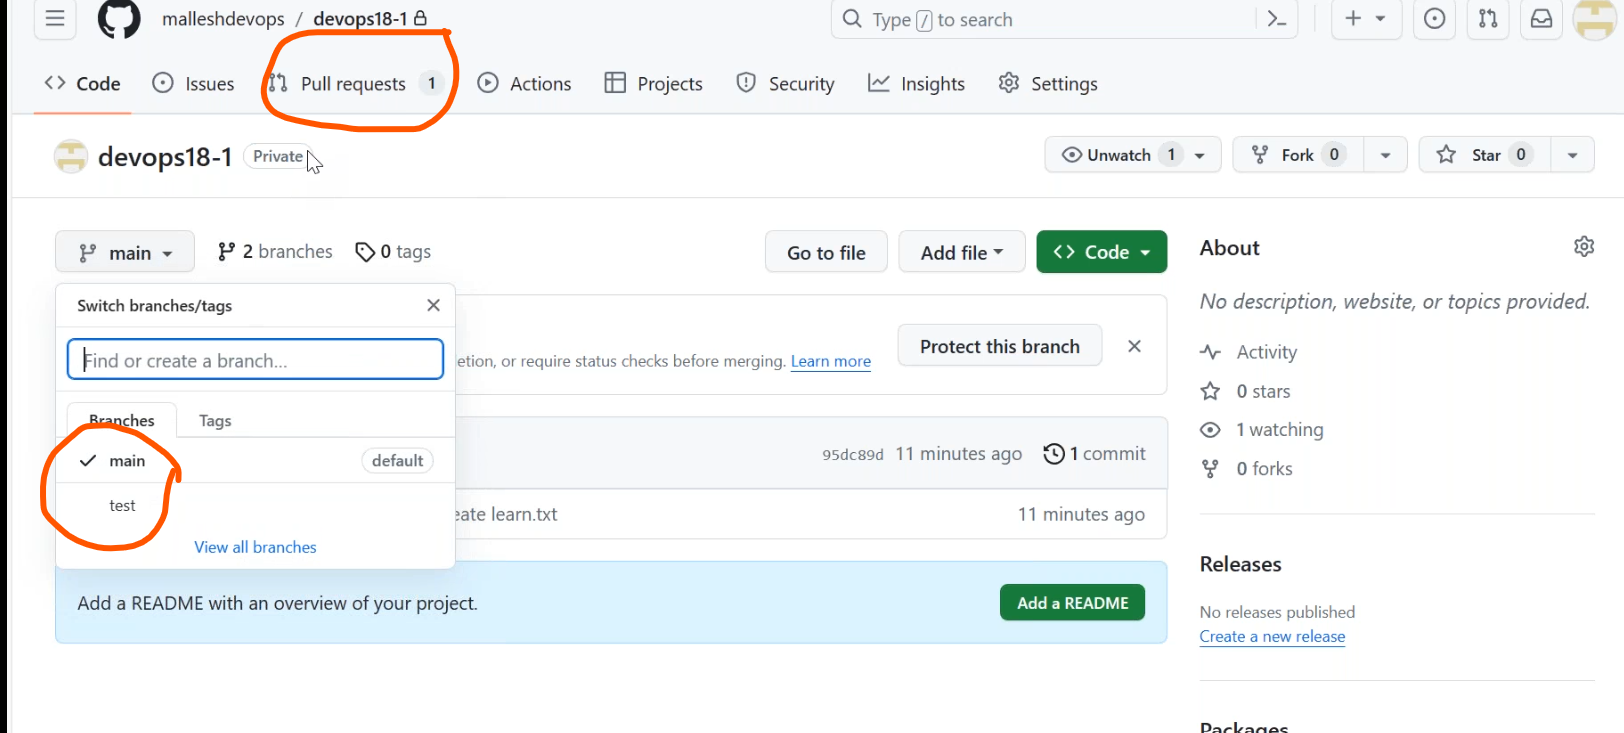 malleshdevops / devops18-1
Type / to search
Code
Issues
Pull requests 1
Actions
Projects
Security
Insights
Settings
devops18-1 Private
Unwatch 1
Fork 0
Star 0
main
2 branches
0 tags
Go to file
Add file
Code
Switch branches/tags
Find or create a branch...
etion, or require status checks before merging. Learn more
Protect this branch
Branches
Tags
main default
test
View all branches
95dc89d 11 minutes ago 1 commit
eate learn.txt 11 minutes ago
Add a README with an overview of your project.
Add a README
About
No description, website, or topics provided.
Activity
0 stars
1 watching
0 forks
Releases
No releases published
Create a new release
Packages